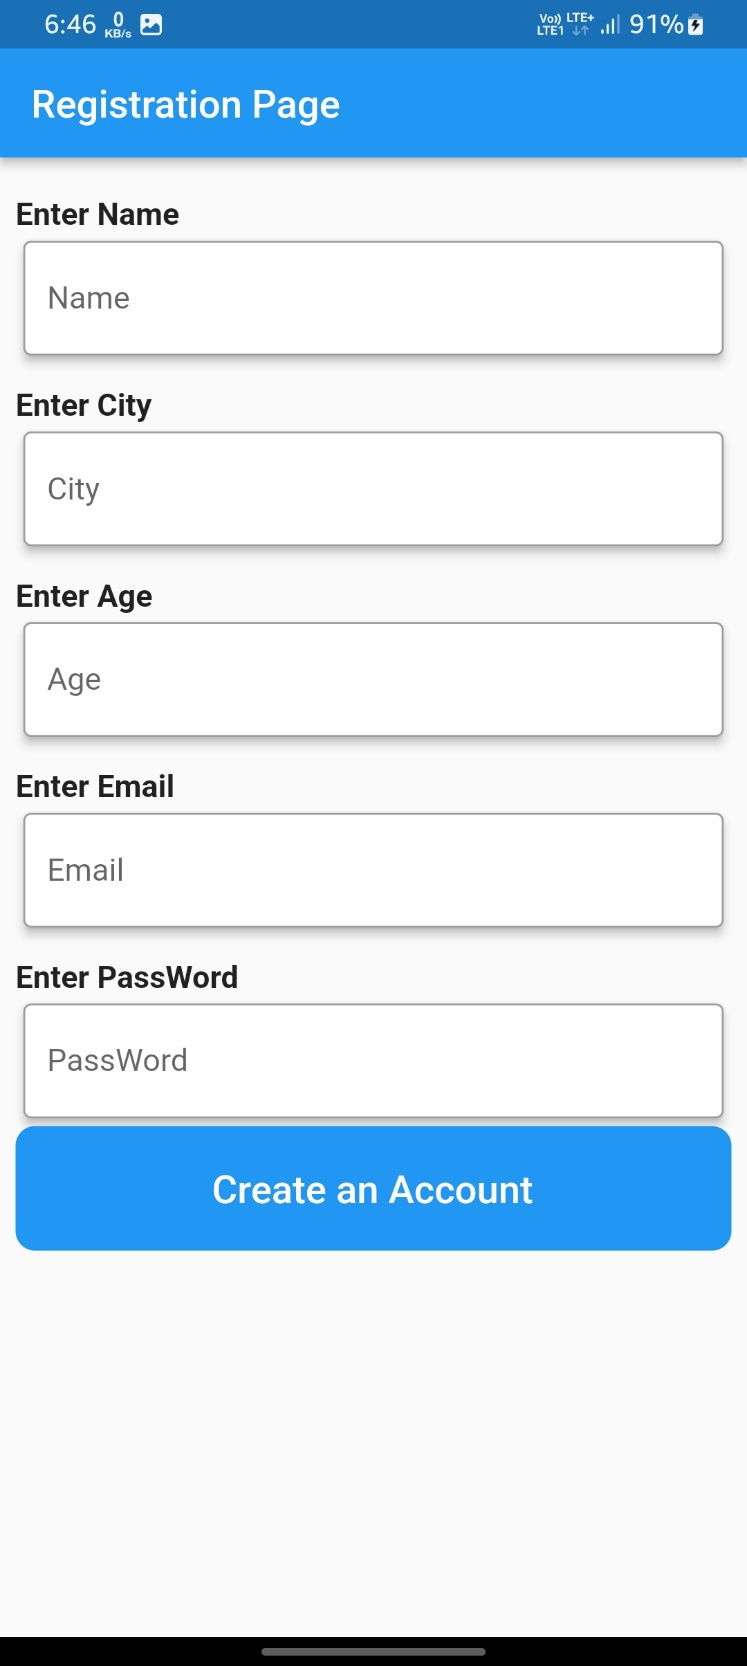 6:46 0 KB/s Vo)) LTE1 LTE+ 91%
Registration Page
Enter Name
Name
Enter City
City
Enter Age
Age
Enter Email
Email
Enter PassWord
PassWord
Create an Account